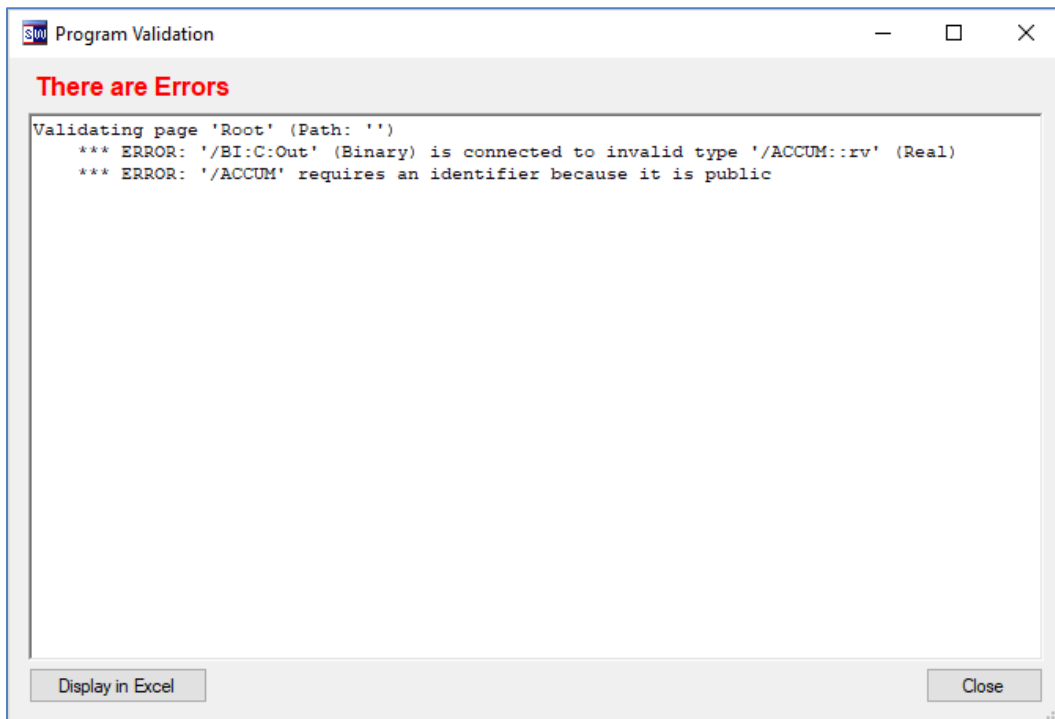 SW Program Validation
There are Errors
Validating page 'Root' (Path: '')
*** ERROR: '/BI:C:Out' (Binary) is connected to invalid type '/ACCUM::rv' (Real)
*** ERROR: '/ACCUM' requires an identifier because it is public
Display in Excel
Close